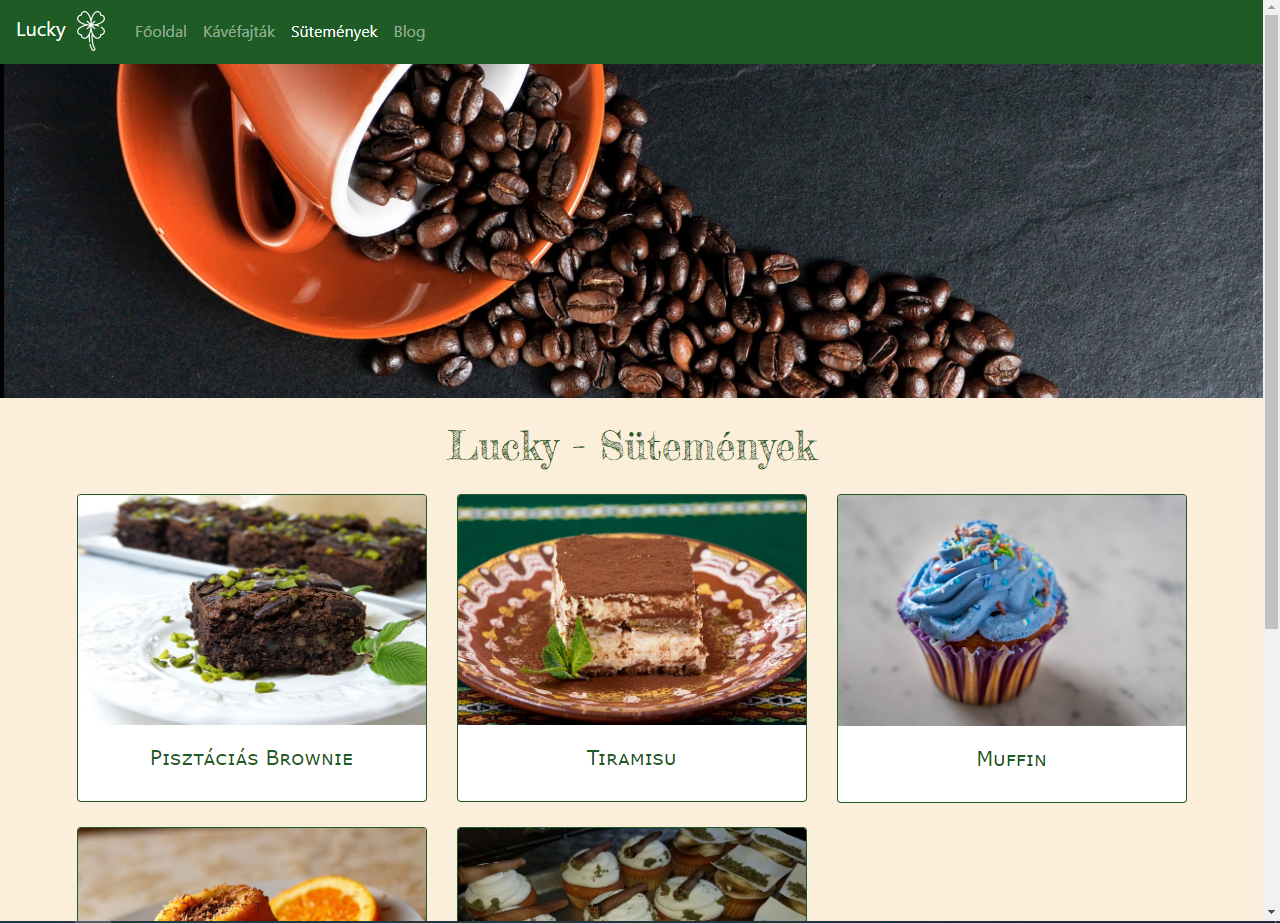 Lucky Főoldal Kávéfajták Sütemények Blog
Lucky - Sütemények
Pisztáciás Brownie Tiramisu Muffin